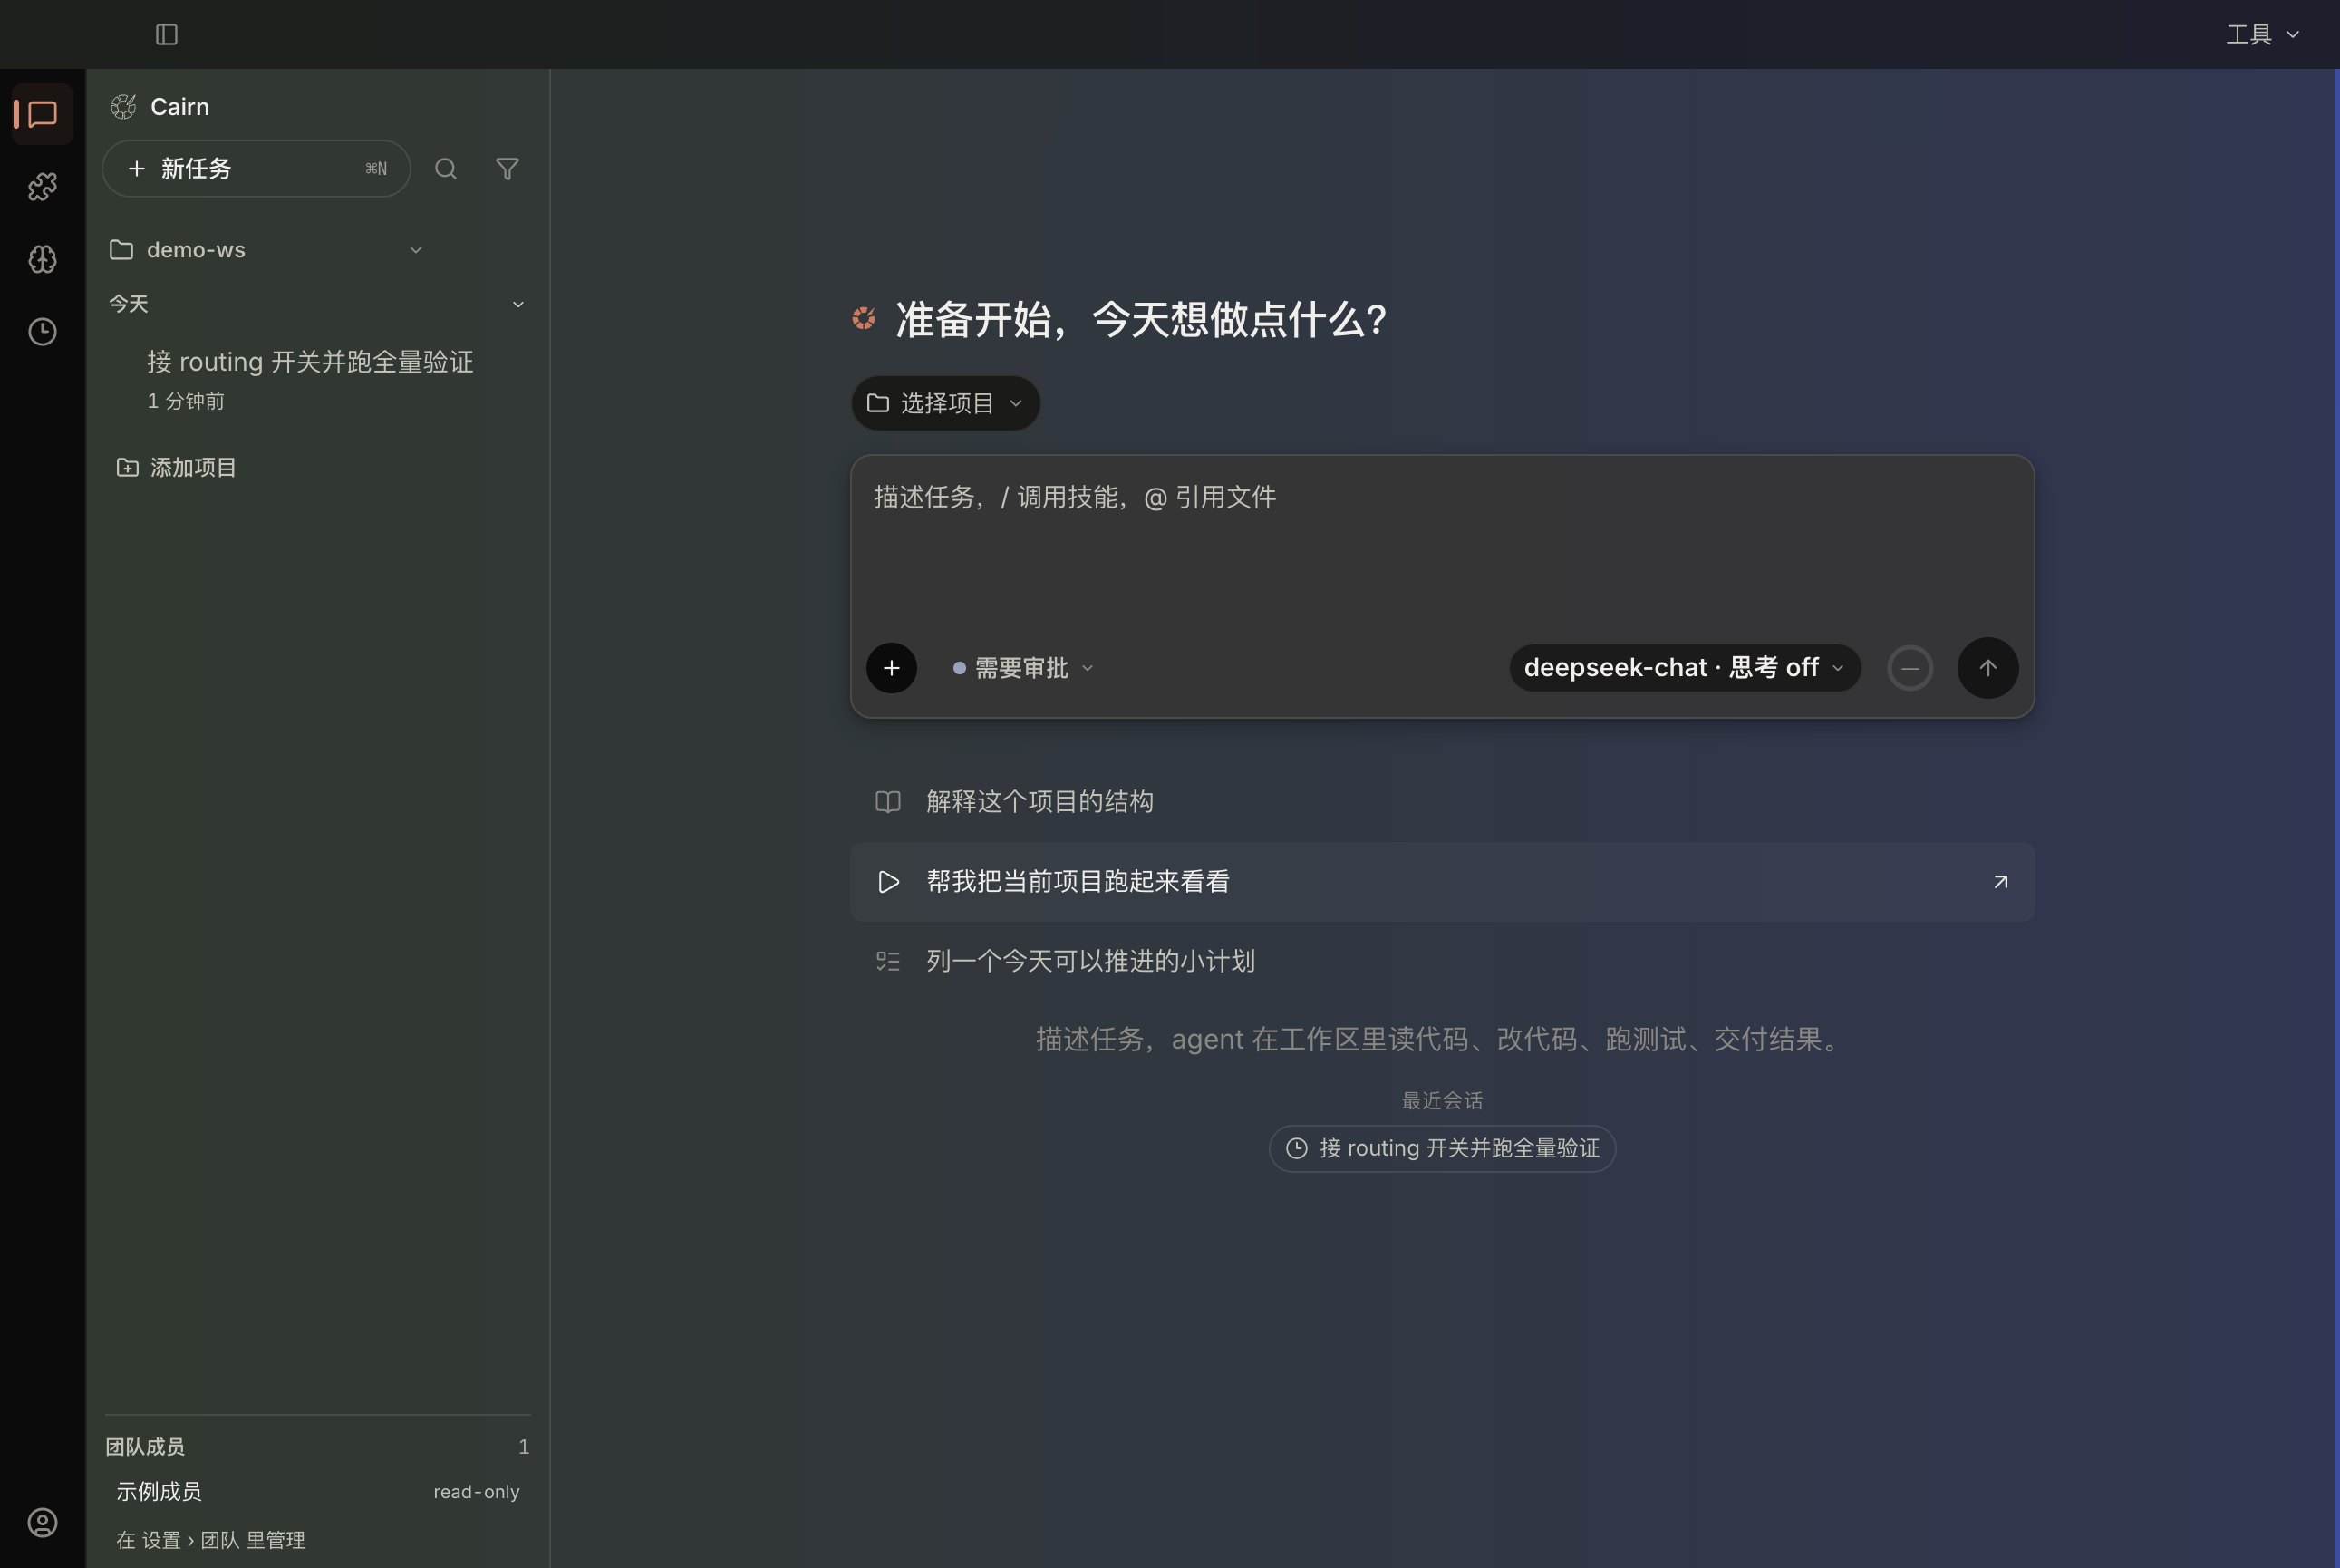 工具
Cairn
新任务 ⌘N
demo-ws
今天
接 routing 开关并跑全量验证
1 分钟前
添加项目
准备开始，今天想做点什么？
选择项目
描述任务，/ 调用技能，@ 引用文件
需要审批
deepseek-chat · 思考 off
解释这个项目的结构
帮我把当前项目跑起来看看
列一个今天可以推进的小计划
描述任务，agent 在工作区里读代码、改代码、跑测试、交付结果。
最近会话
接 routing 开关并跑全量验证
团队成员 1
示例成员 read-only
在 设置 › 团队 里管理